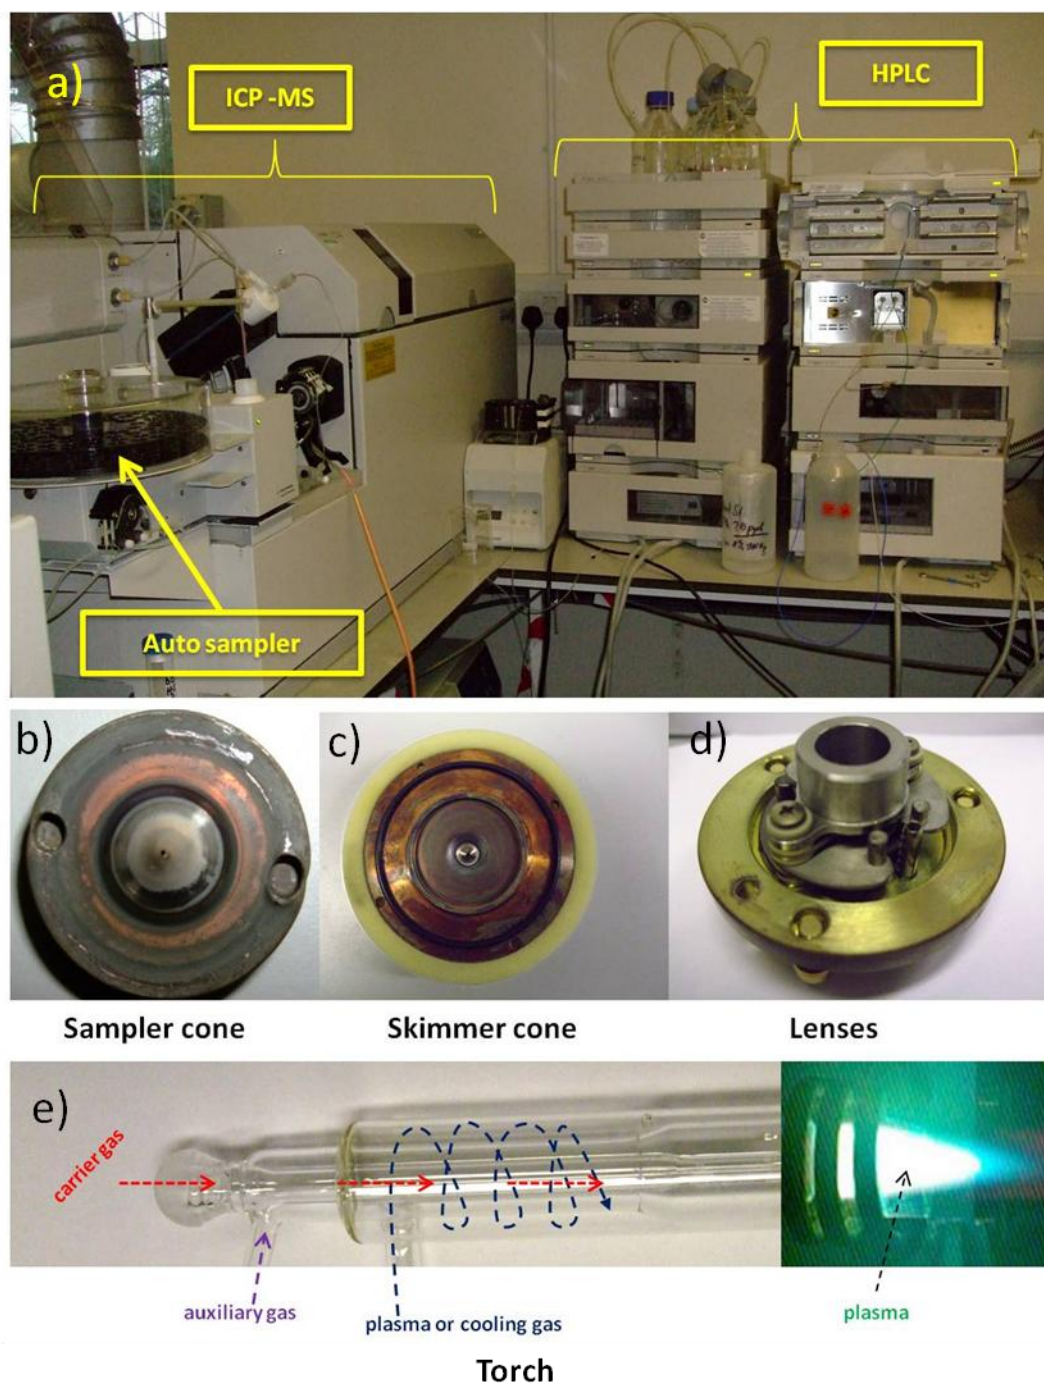 a)
ICP -MS
HPLC
Auto sampler
b)
c)
d)
Sampler cone
Skimmer cone
Lenses
e)
carrier gas
auxiliary gas
plasma or cooling gas
plasma
Torch